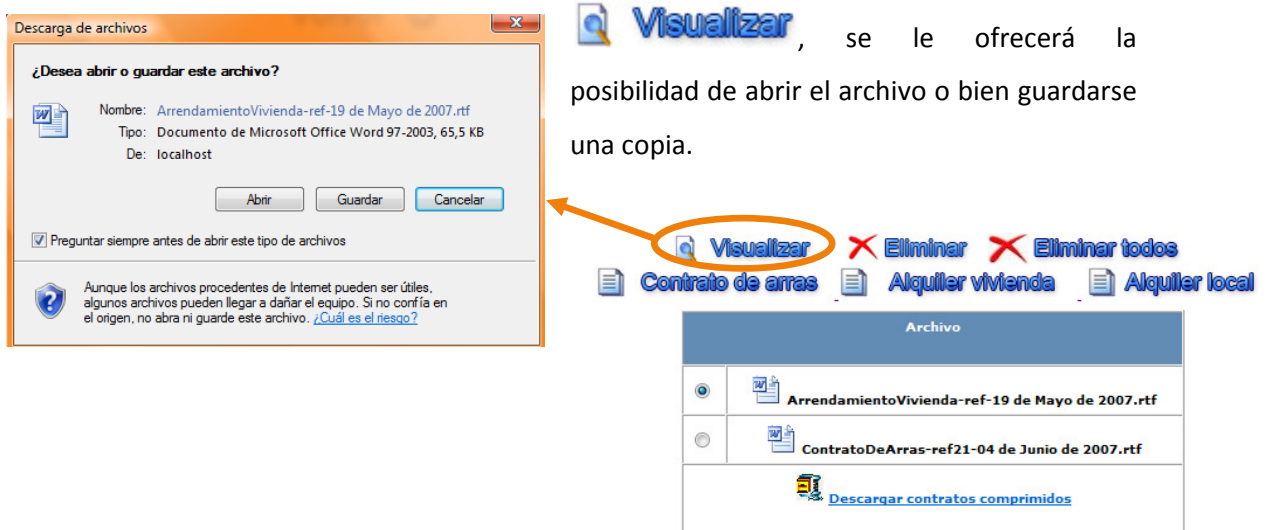 Descarga de archivos
¿Desea abrir o guardar este archivo?
Nombre: ArrendamientoVivienda-ref-19 de Mayo de 2007.rtf
Tipo: Documento de Microsoft Office Word 97-2003, 65,5 KB
De: localhost
Abrir Guardar Cancelar
Preguntar siempre antes de abrir este tipo de archivos
Aunque los archivos procedentes de Internet pueden ser útiles,
algunos archivos pueden llegar a dañar el equipo. Si no confía en
el origen, no abra ni guarde este archivo. ¿Cuál es el riesgo?
Visualizar, se le ofrecerá la
posibilidad de abrir el archivo o bien guardarse
una copia.
Visualizar Eliminar Eliminar todos
Contrato de arras Alquiler vivienda Alquiler local
Archivo
ArrendamientoVivienda-ref-19 de Mayo de 2007.rtf
ContratoDeArras-ref21-04 de Junio de 2007.rtf
Descargar contratos comprimidos